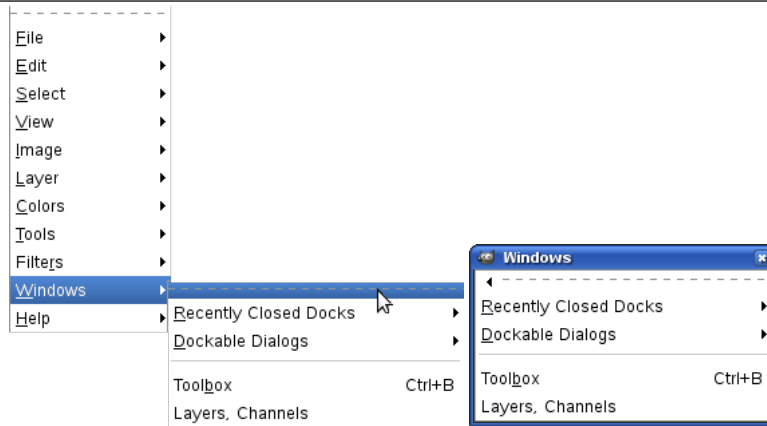 File
Edit
Select
View
Image
Layer
Colors
Tools
Filters
Windows
Help
Recently Closed Docks
Dockable Dialogs
Toolbox Ctrl+B
Layers, Channels
Windows
Recently Closed Docks
Dockable Dialogs
Toolbox Ctrl+B
Layers, Channels